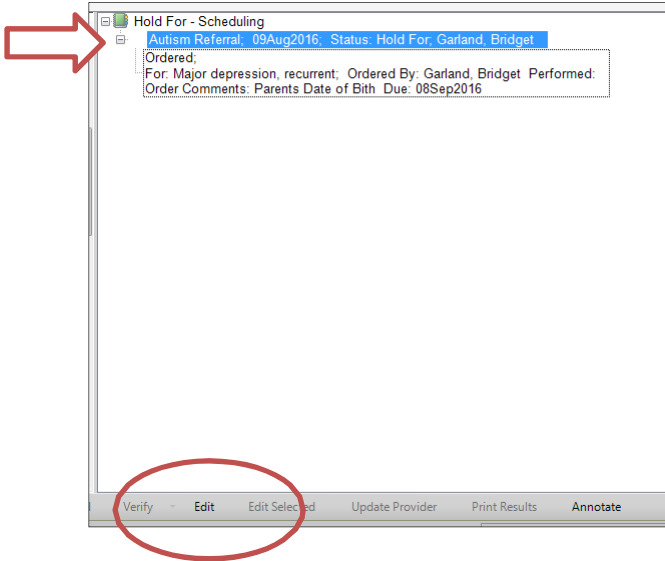 Hold For - Scheduling
Autism Referral; 09Aug2016; Status: Hold For; Garland, Bridget
Ordered;
For: Major depression, recurrent; Ordered By: Garland, Bridget Performed:
Order Comments: Parents Date of Bith Due: 08Sep2016
Verify Edit Edit Selected Update Provider Print Results Annotate